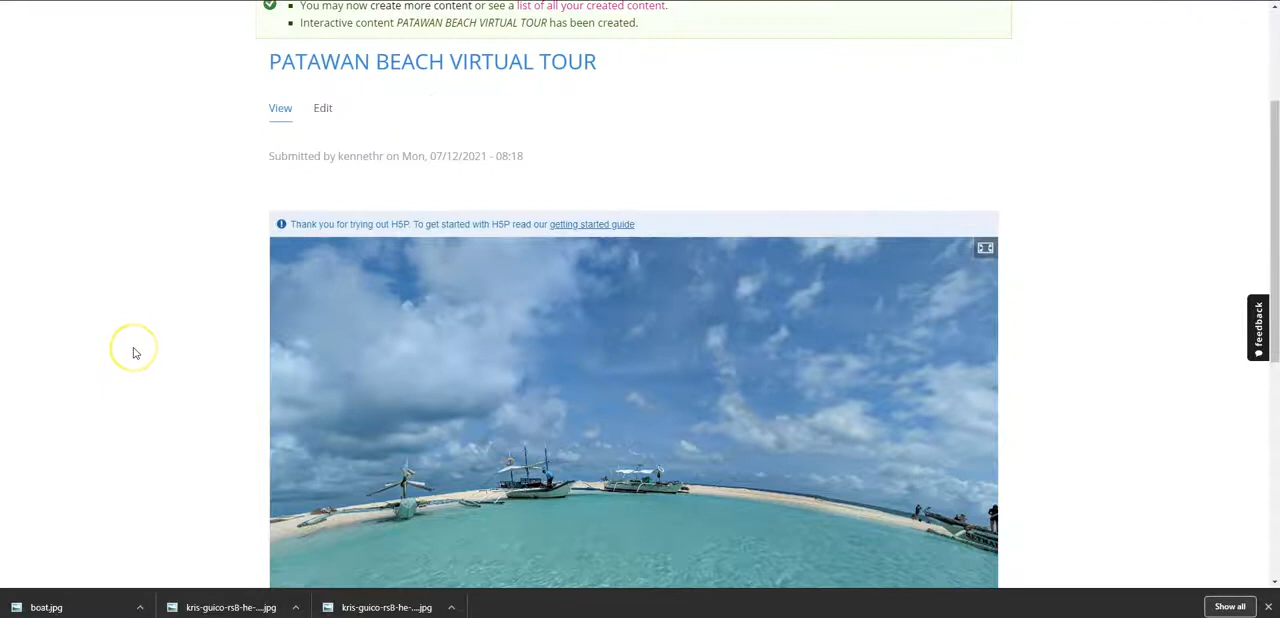 You may now create more content or see a list of all your created content.
Interactive content PATAWAN BEACH VIRTUAL TOUR has been created.
PATAWAN BEACH VIRTUAL TOUR
View Edit
Submitted by kennethr on Mon, 07/12/2021 - 08:18
Thank you for trying out H5P. To get started with H5P read our getting started guide
feedback
boat.jpg kris-guico-rsB-he-....jpg kris-guico-rsB-he-....jpg Show all